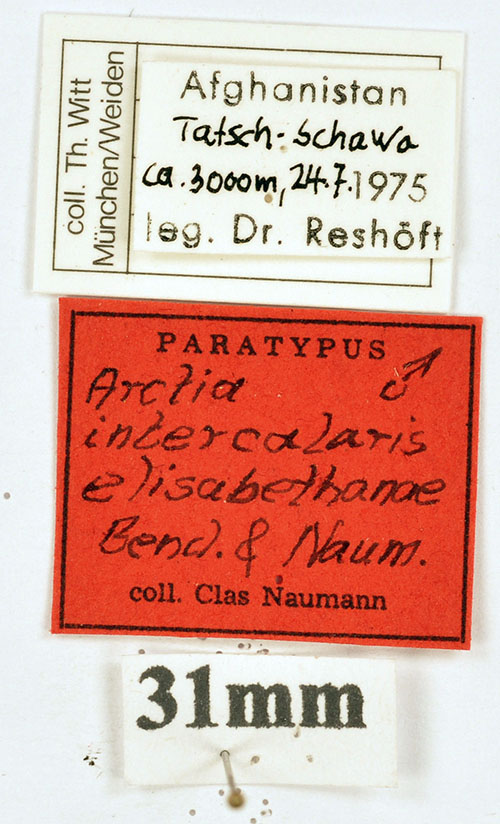 coll. Th. Witt
München/Weiden
Afghanistan
Tatsch-Schawa
ca. 3000m, 24.7.1975
leg. Dr. Reshöft
PARATYPUS
Arctia ♂
intercalaris
elisabethanae
Bend. & Naum.
coll. Clas Naumann
31mm